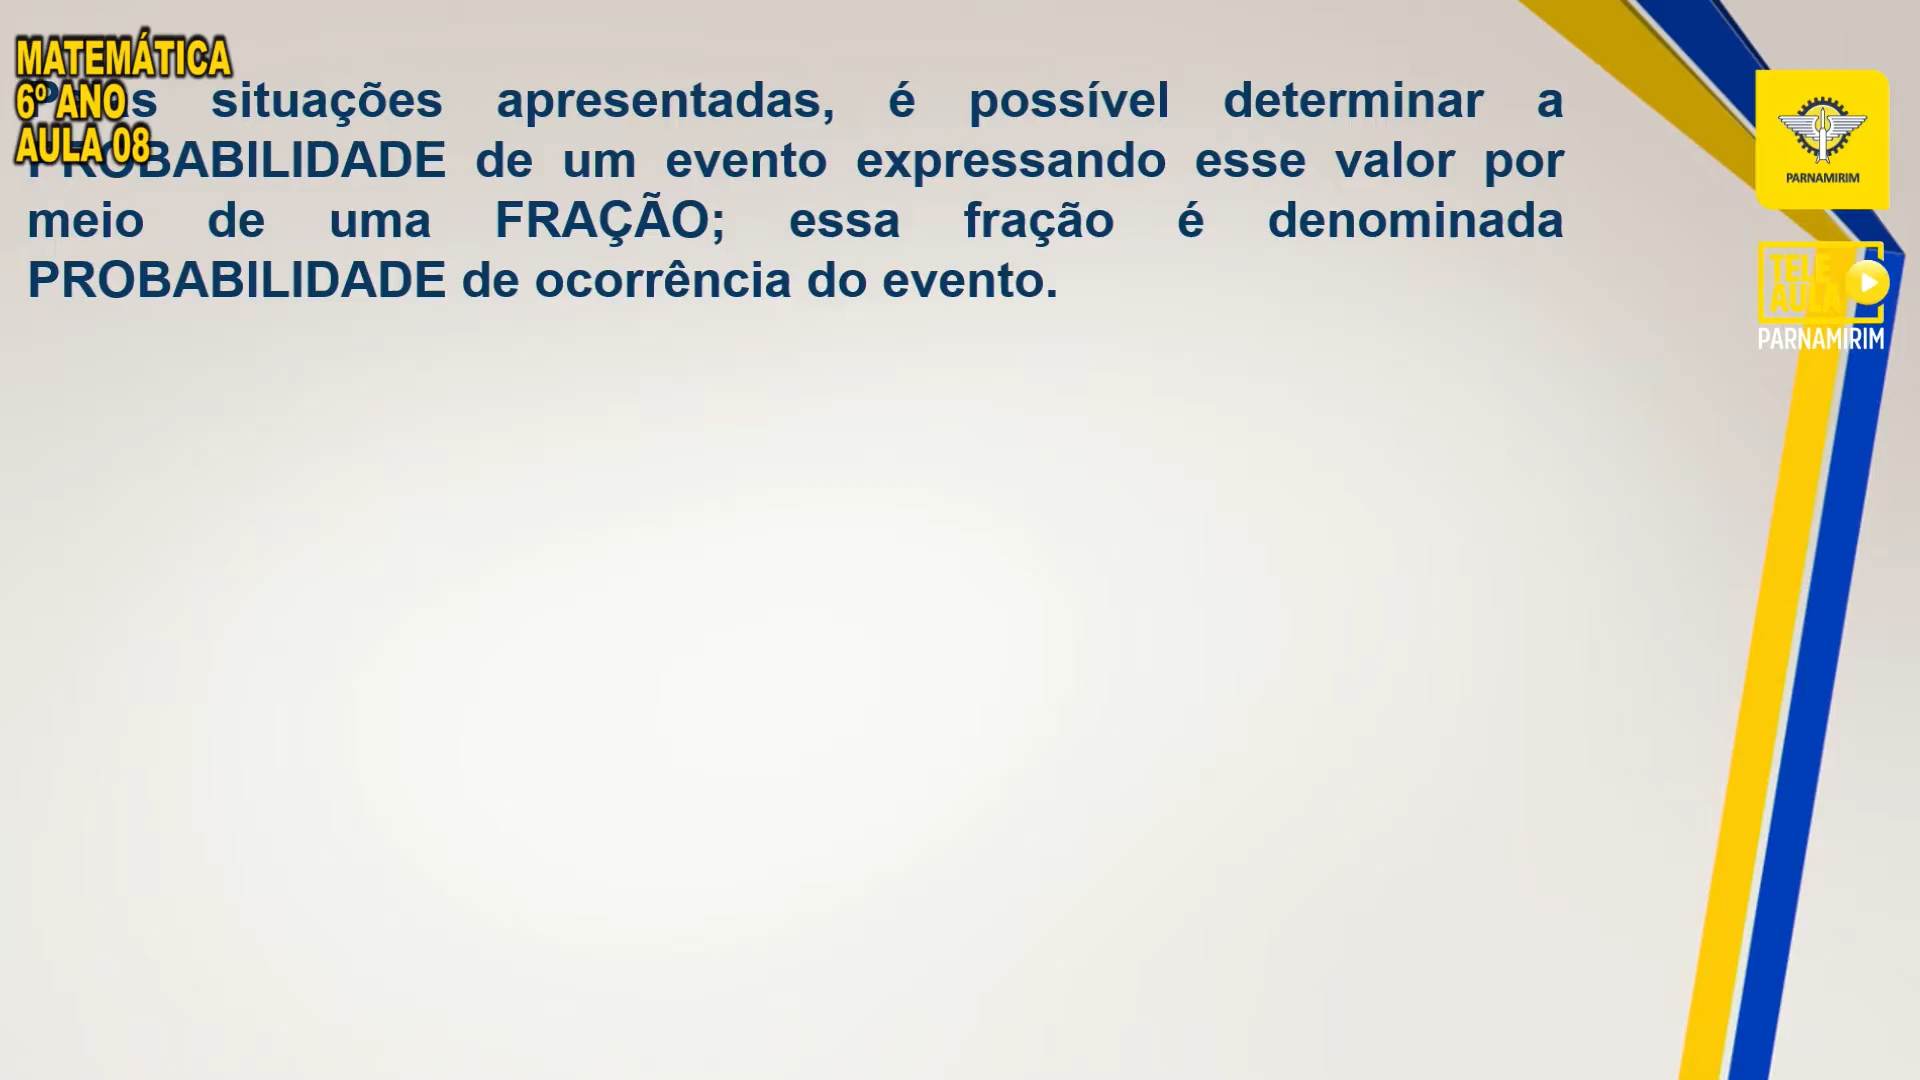 MATEMÁTICA
6º ANO
AULA 08
situações apresentadas, é possível determinar a
PROBABILIDADE de um evento expressando esse valor por
meio de uma FRAÇÃO; essa fração é denominada
PROBABILIDADE de ocorrência do evento.
PARNAMIRIM
TELE
AULA
PARNAMIRIM